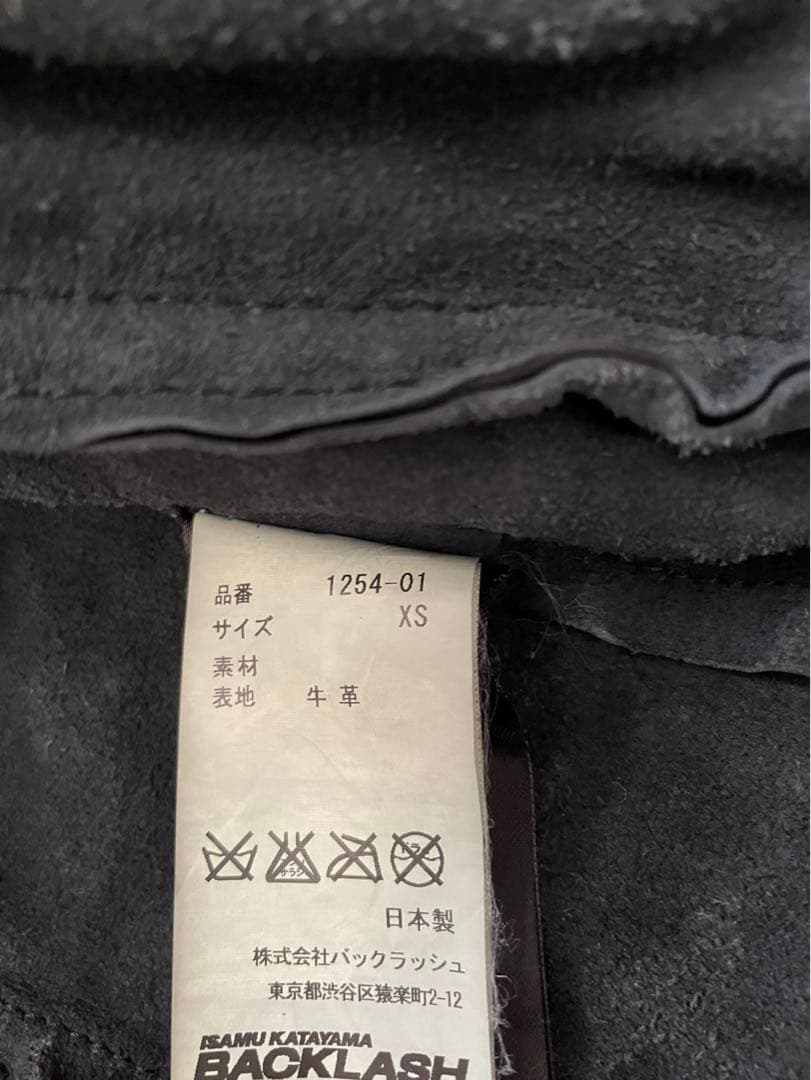 品番 1254-01
サイズ XS
素材
表地 牛革
日本製
株式会社バックラッシュ
東京都渋谷区猿楽町2-12
ISAMU KATAYAMA
BACKLASH